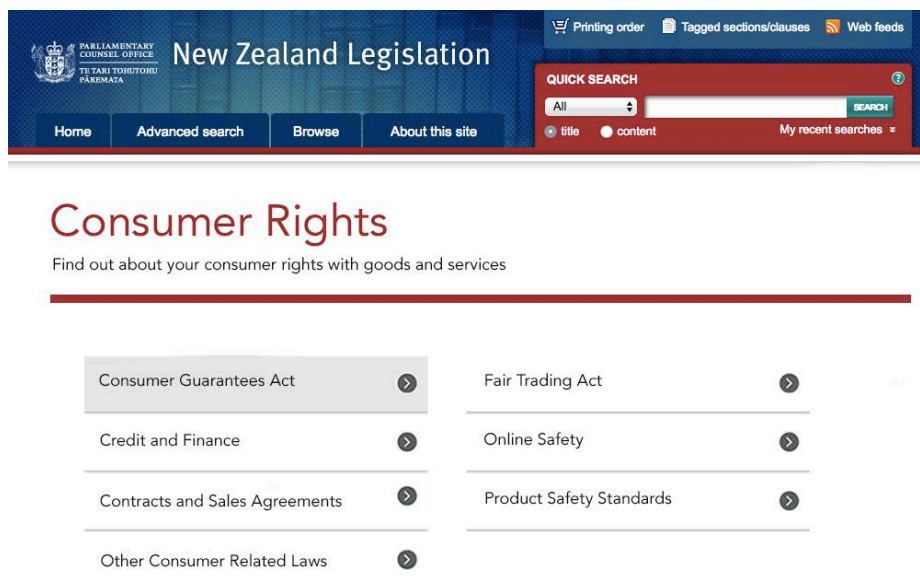 Printing order Tagged sections/clauses Web feeds
PARLIAMENTARY
COUNSEL OFFICE
TE TARI TOHUTOHU
PĀREMATA
New Zealand Legislation
QUICK SEARCH ?
All SEARCH
title content My recent searches
Home Advanced search Browse About this site
Consumer Rights
Find out about your consumer rights with goods and services
Consumer Guarantees Act
Fair Trading Act
Credit and Finance
Online Safety
Contracts and Sales Agreements
Product Safety Standards
Other Consumer Related Laws